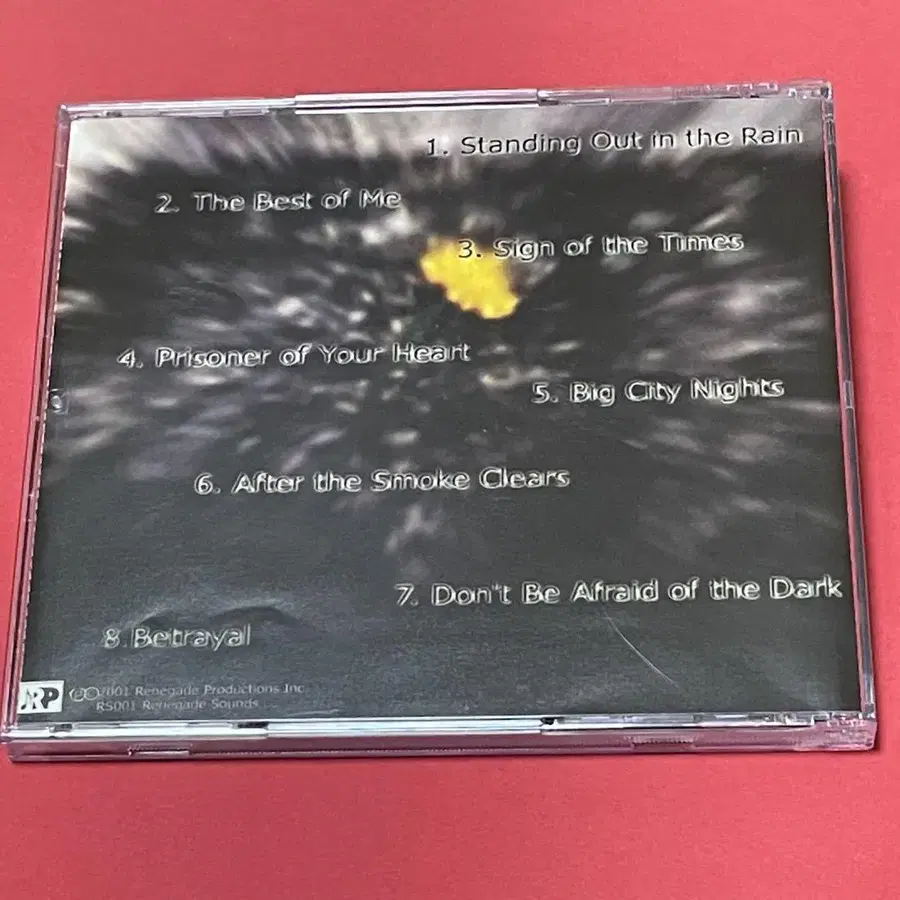 1. Standing Out in the Rain
2. The Best of Me
3. Sign of the Times
4. Prisoner of Your Heart
5. Big City Nights
6. After the Smoke Clears
7. Don't Be Afraid of the Dark
8. Betrayal
RP ℗© 2001 Renegade Productions Inc.
RS001 Renegade Sounds